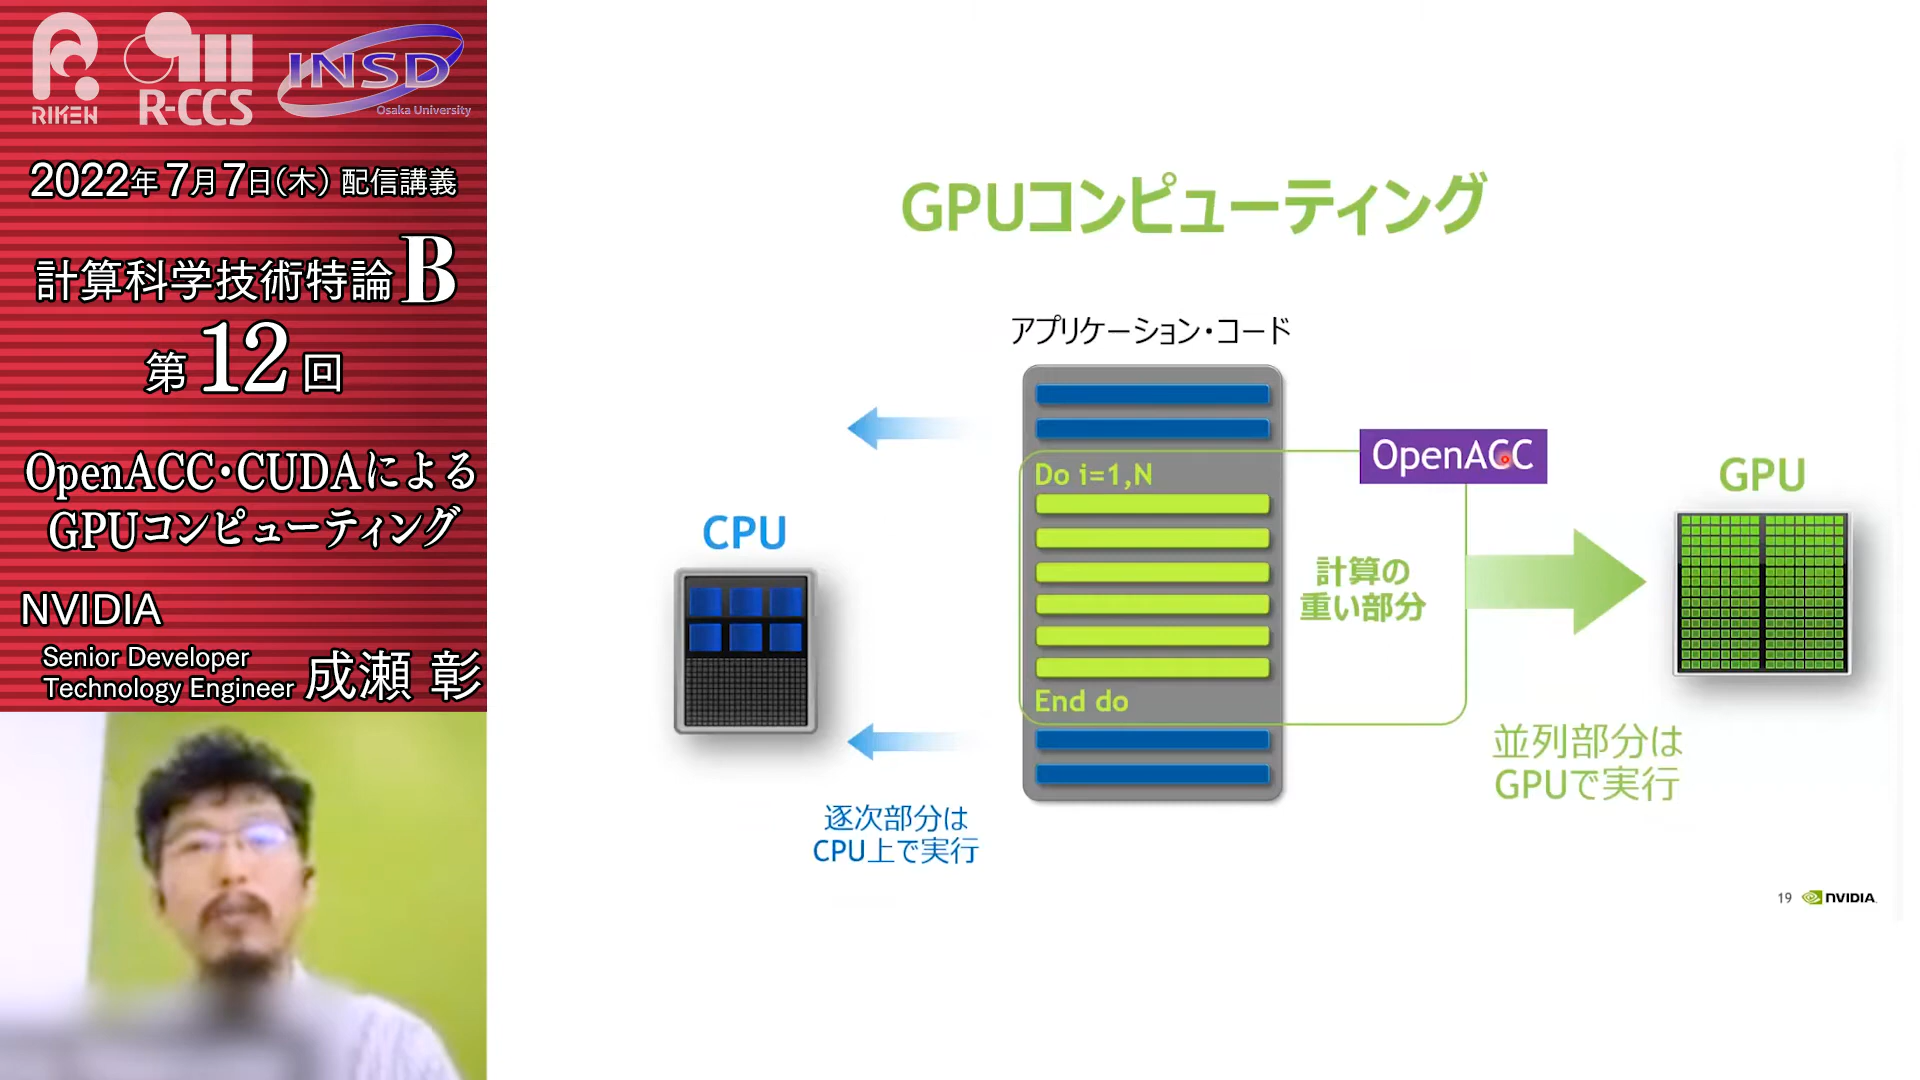 RIKEN
R-CCS
INSD
Osaka University
2022年7月7日(木) 配信講義
計算科学技術特論B
第12回
OpenACC・CUDAによる
GPUコンピューティング
NVIDIA
Senior Developer
Technology Engineer 成瀬 彰
GPUコンピューティング
アプリケーション・コード
OpenACC
Do i=1,N
GPU
CPU
計算の
重い部分
End do
並列部分は
GPUで実行
逐次部分は
CPU上で実行
19 NVIDIA.